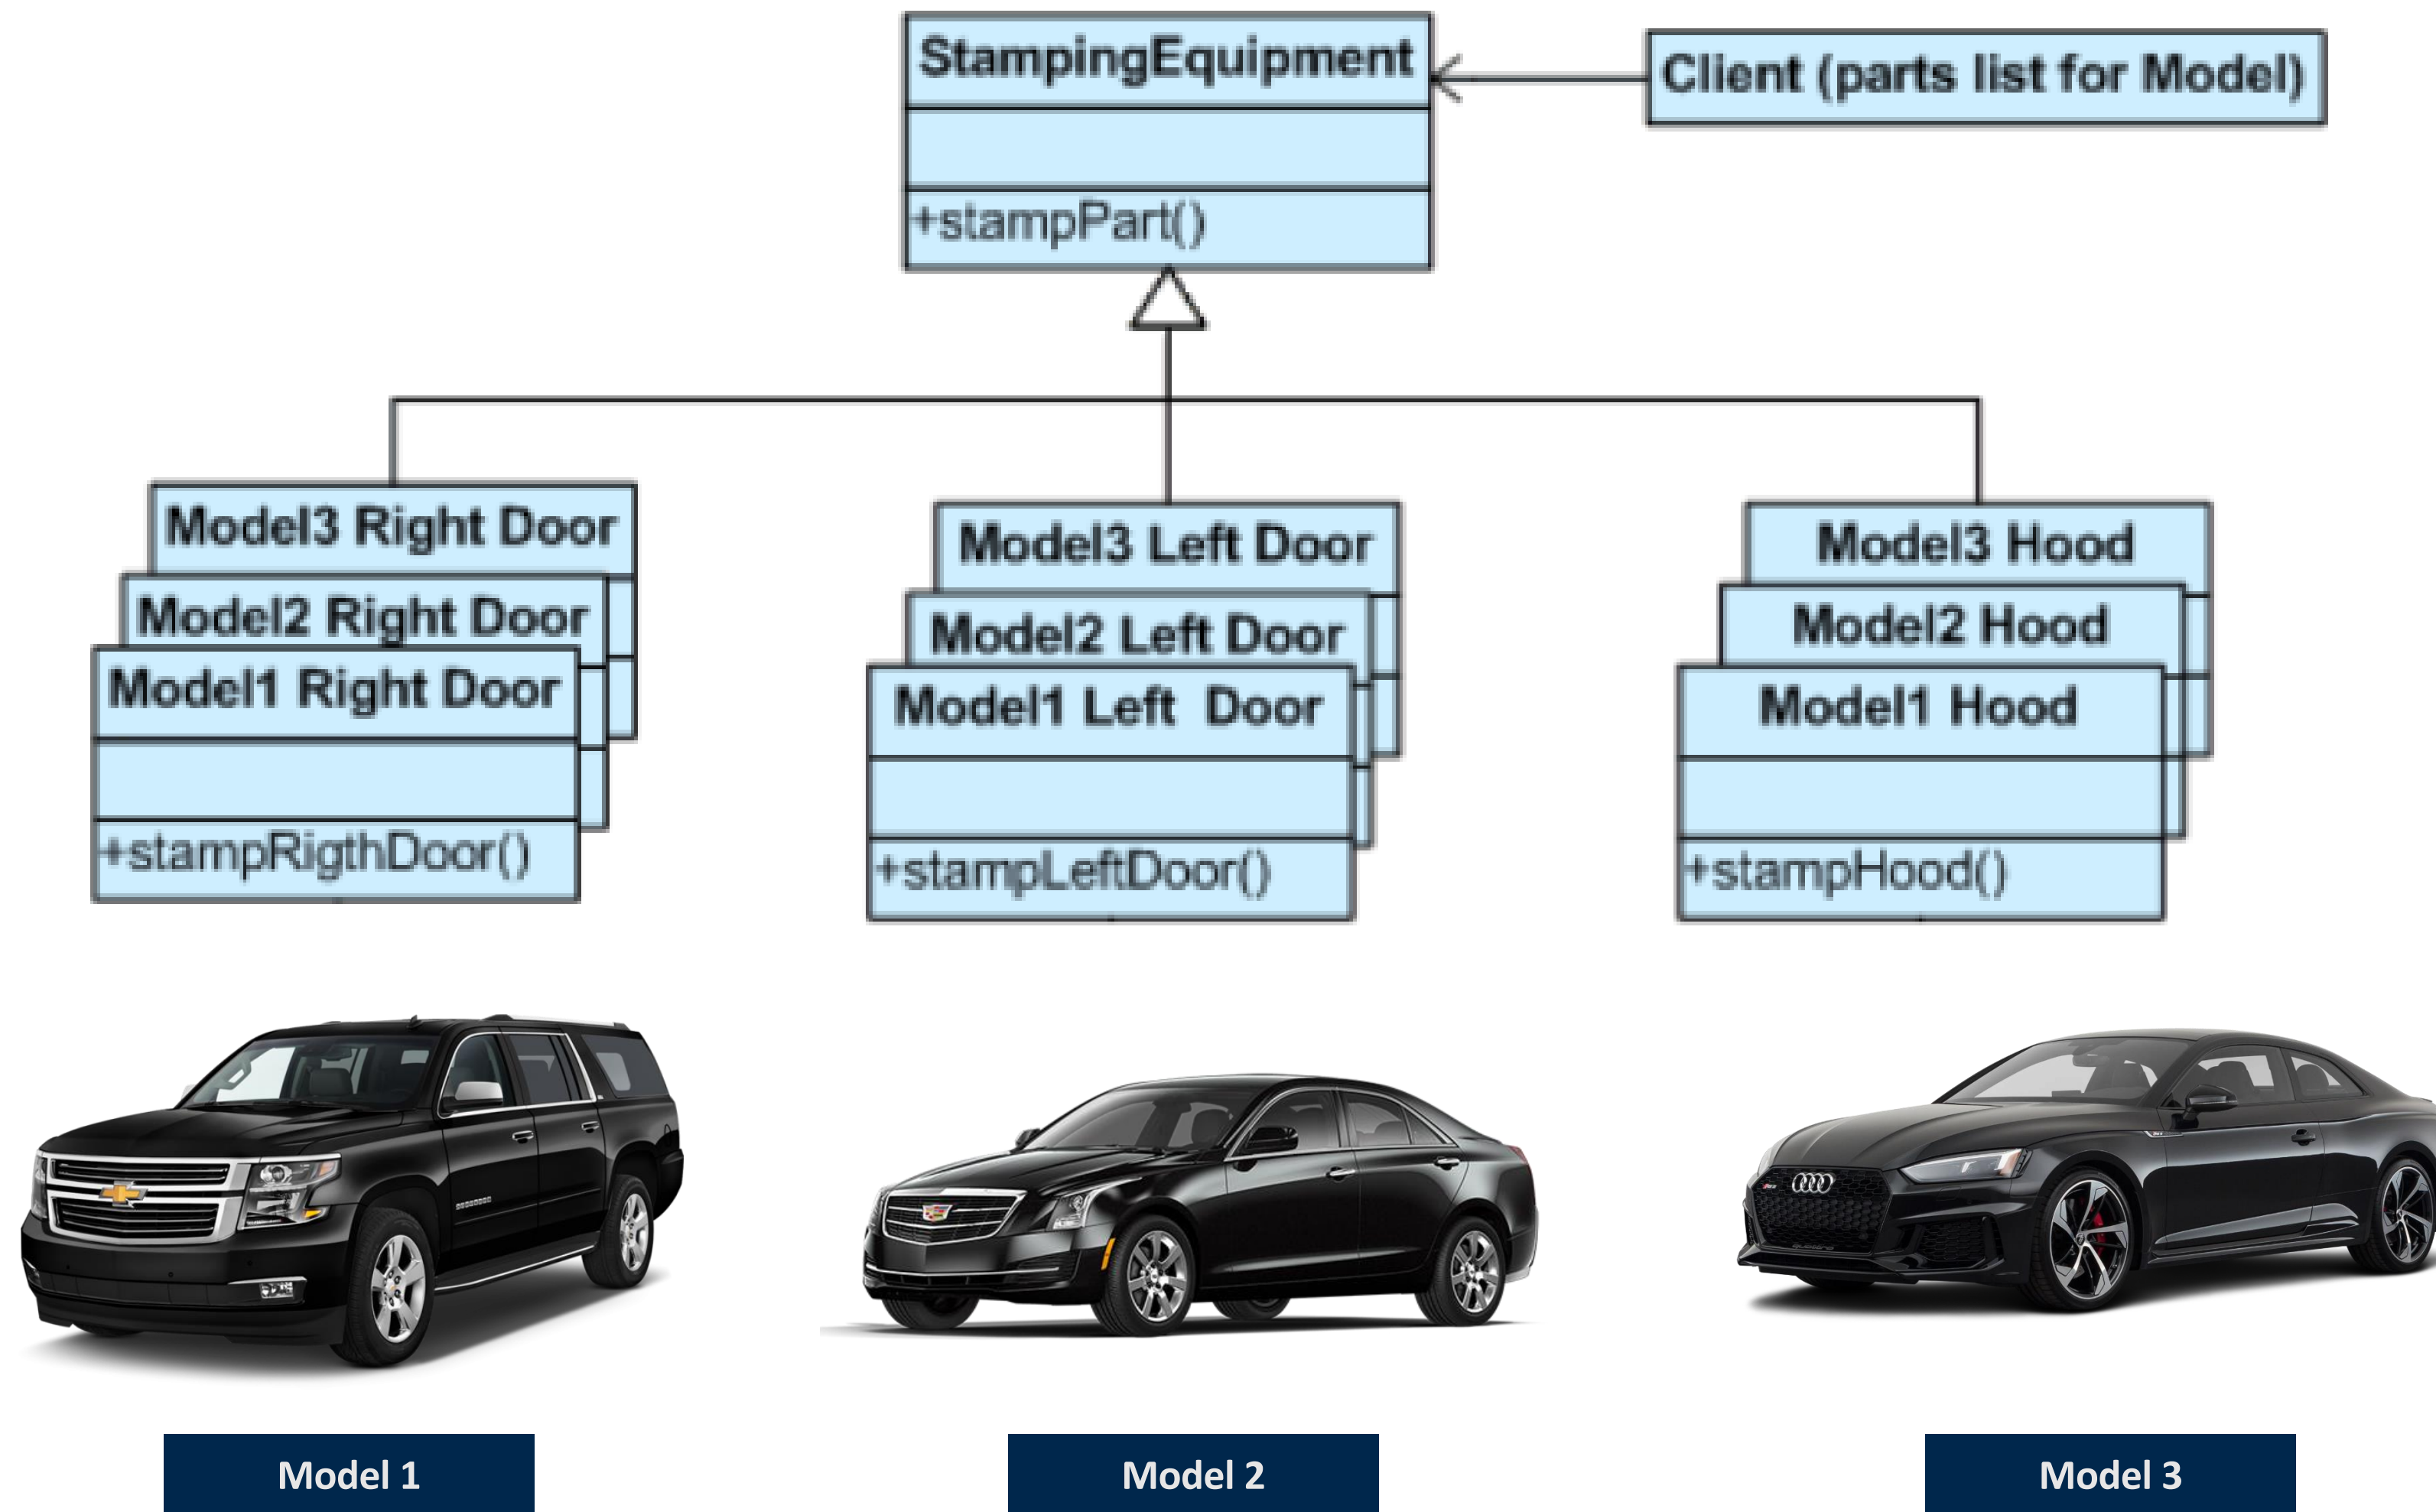 StampingEquipment
Client (parts list for Model)
+stampPart()
Model3 Right Door
Model2 Right Door
Model1 Right Door
+stampRigthDoor()
Model3 Left Door
Model2 Left Door
Model1 Left Door
+stampLeftDoor()
Model3 Hood
Model2 Hood
Model1 Hood
+stampHood()
Model 1
Model 2
Model 3